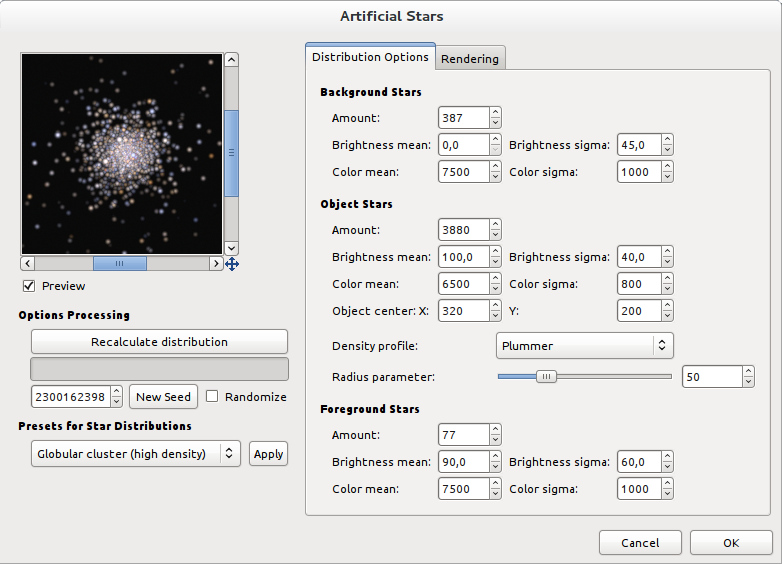 Artificial Stars
Preview
Options Processing
Recalculate distribution
2300162398 New Seed Randomize
Presets for Star Distributions
Globular cluster (high density) Apply
Distribution Options Rendering
Background Stars
Amount: 387
Brightness mean: 0,0 Brightness sigma: 45,0
Color mean: 7500 Color sigma: 1000
Object Stars
Amount: 3880
Brightness mean: 100,0 Brightness sigma: 40,0
Color mean: 6500 Color sigma: 800
Object center: X: 320 Y: 200
Density profile: Plummer
Radius parameter: 50
Foreground Stars
Amount: 77
Brightness mean: 90,0 Brightness sigma: 60,0
Color mean: 7500 Color sigma: 1000
Cancel OK